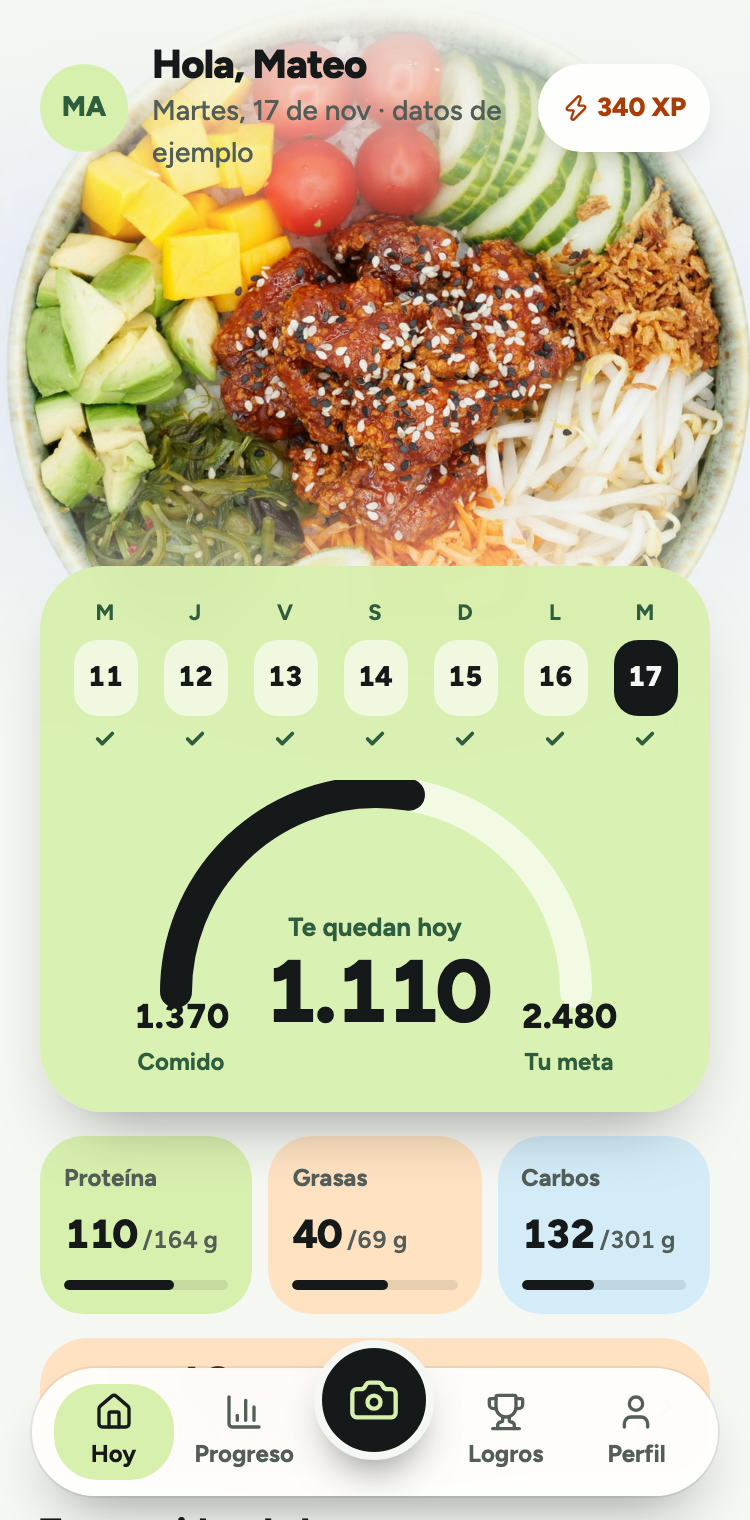 MA
Hola, Mateo
Martes, 17 de nov · datos de
ejemplo
340 XP
M J V S D L M
11 12 13 14 15 16 17
Te quedan hoy
1.110
1.370
2.480
Comido
Tu meta
Proteína
110 /164 g
Grasas
40 /69 g
Carbos
132 /301 g
Hoy
Progreso
Logros
Perfil